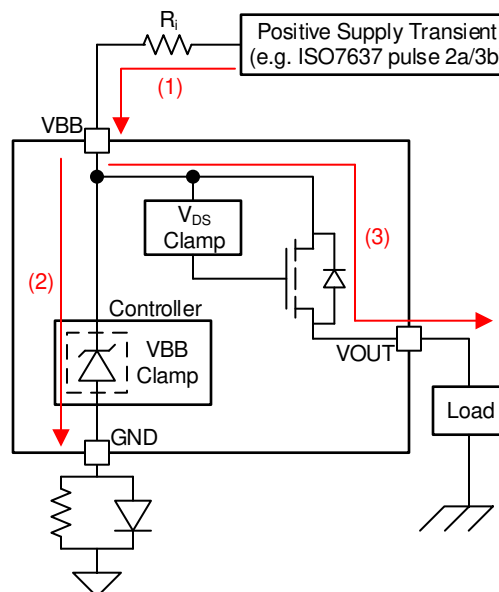 R_i
Positive Supply Transient
(e.g. ISO7637 pulse 2a/3b
(1)
VBB
V_DS
Clamp
(3)
(2)
Controller
VBB
Clamp
VOUT
GND
Load